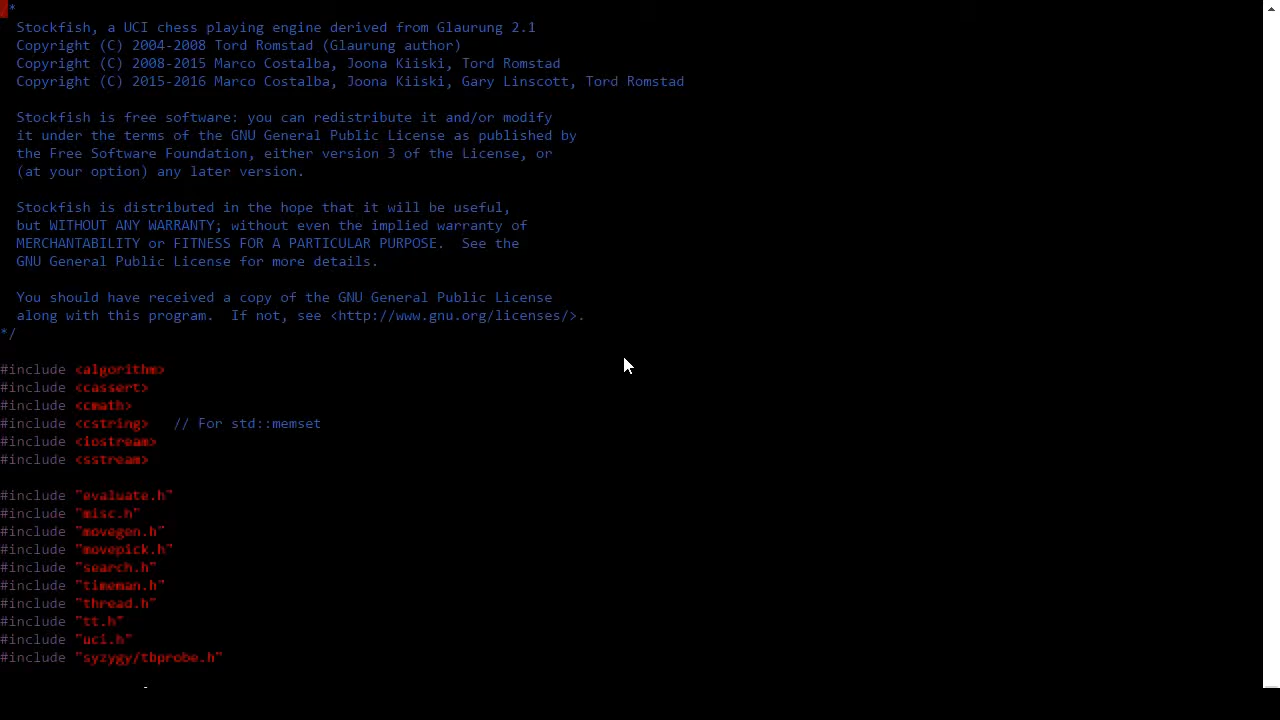 /*
Stockfish, a UCI chess playing engine derived from Glaurung 2.1
Copyright (C) 2004-2008 Tord Romstad (Glaurung author)
Copyright (C) 2008-2015 Marco Costalba, Joona Kiiski, Tord Romstad
Copyright (C) 2015-2016 Marco Costalba, Joona Kiiski, Gary Linscott, Tord Romstad
Stockfish is free software: you can redistribute it and/or modify
it under the terms of the GNU General Public License as published by
the Free Software Foundation, either version 3 of the License, or
(at your option) any later version.
Stockfish is distributed in the hope that it will be useful,
but WITHOUT ANY WARRANTY; without even the implied warranty of
MERCHANTABILITY or FITNESS FOR A PARTICULAR PURPOSE.  See the
GNU General Public License for more details.
You should have received a copy of the GNU General Public License
along with this program.  If not, see <http://www.gnu.org/licenses/>.
*/
#include <algorithm>
#include <cassert>
#include <cmath>
#include <cstring>   // For std::memset
#include <iostream>
#include <sstream>
#include "evaluate.h"
#include "misc.h"
#include "movegen.h"
#include "movepick.h"
#include "search.h"
#include "timeman.h"
#include "thread.h"
#include "tt.h"
#include "uci.h"
#include "syzygy/tbprobe.h"